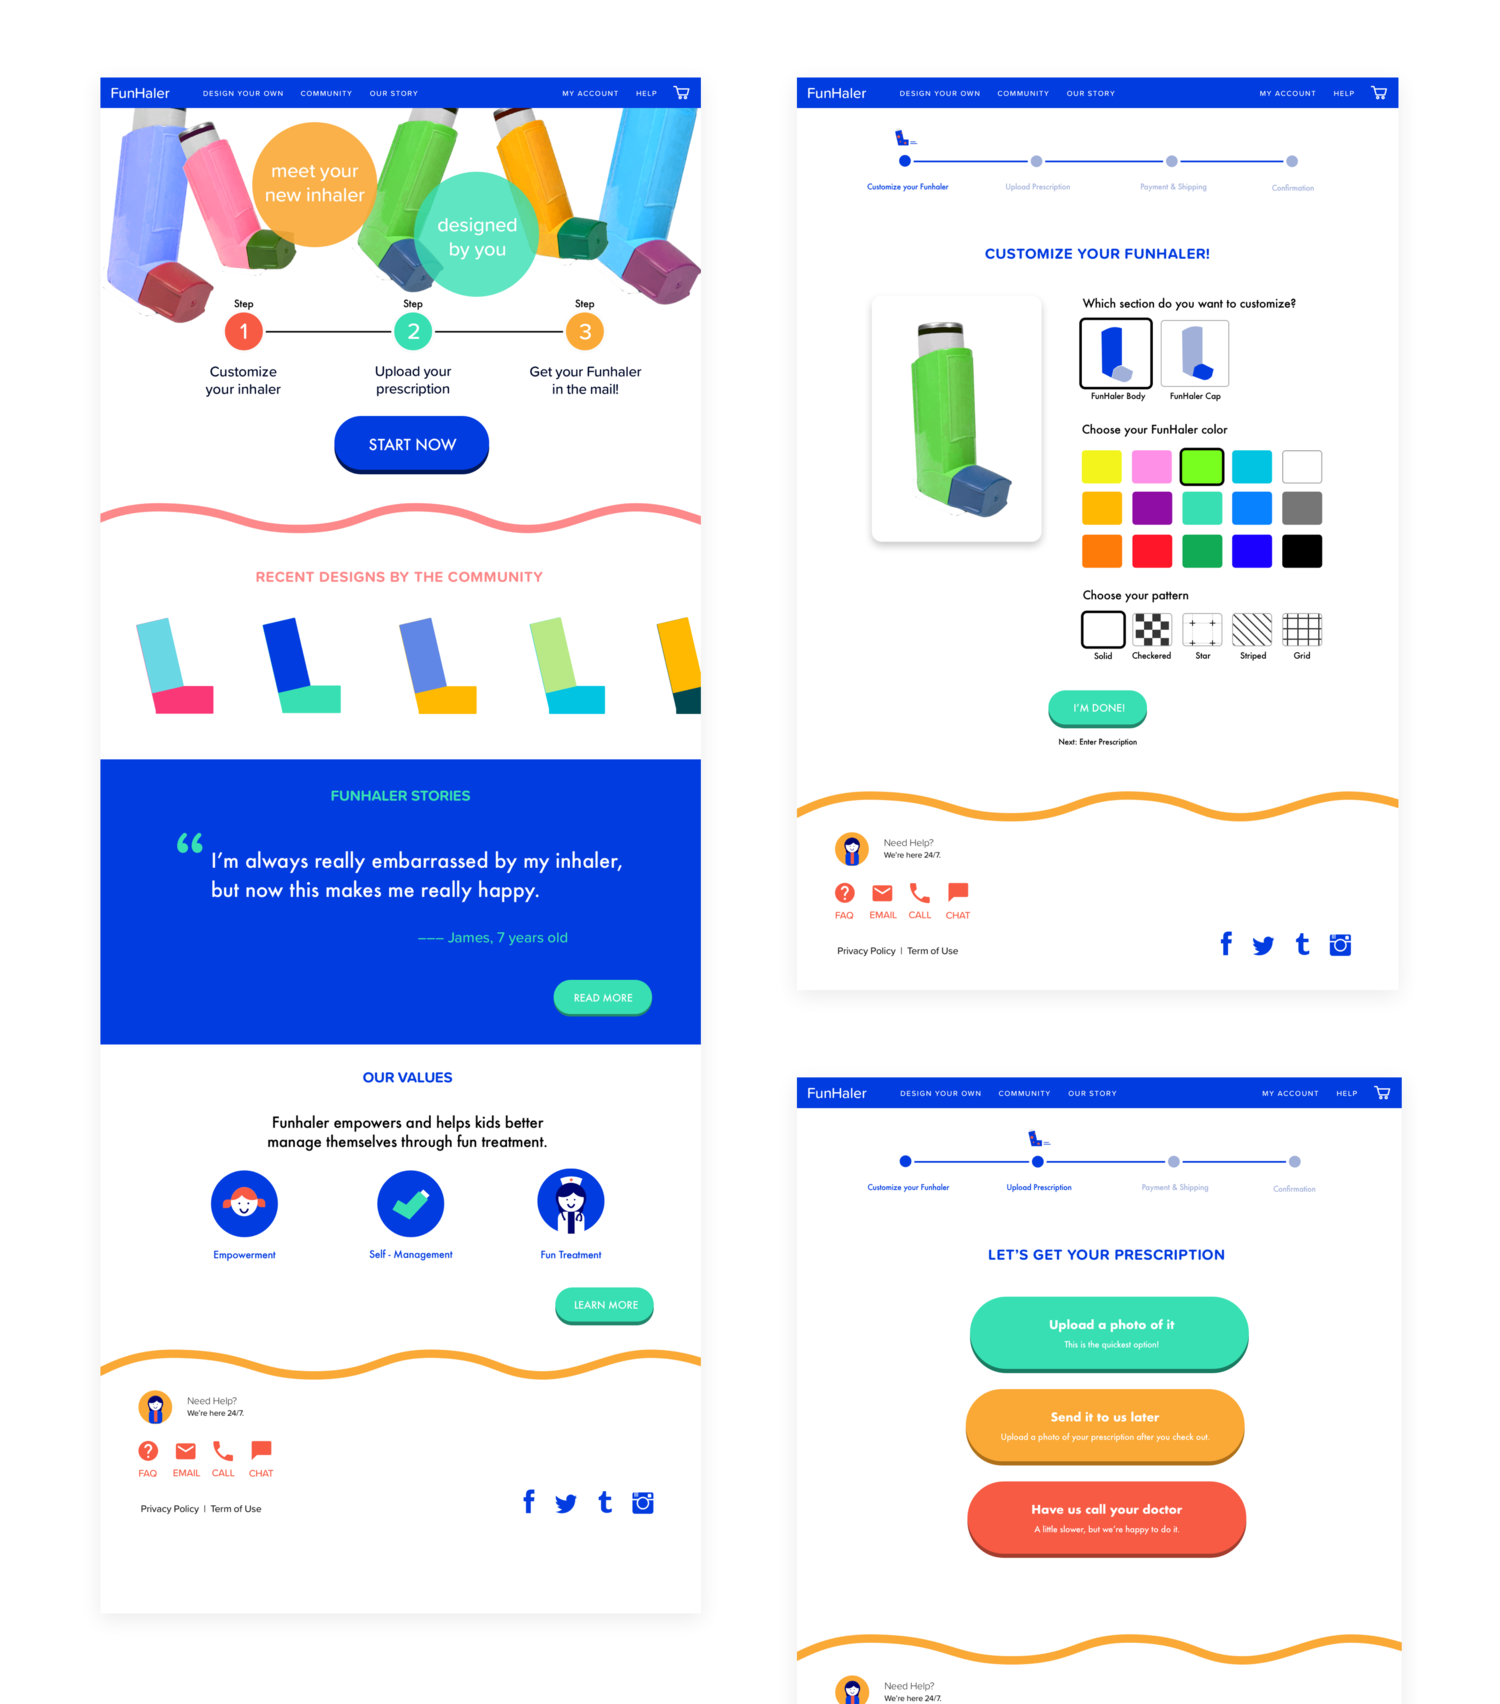 FunHaler
DESIGN YOUR OWN
COMMUNITY
OUR STORY
MY ACCOUNT
HELP
meet your
new inhaler
designed
by you
Step
1
Customize
your inhaler
Step
2
Upload your
prescription
Step
3
Get your Funhaler
in the mail!
START NOW
RECENT DESIGNS BY THE COMMUNITY
FUNHALER STORIES
“ I’m always really embarrassed by my inhaler,
but now this makes me really happy.
——— James, 7 years old
READ MORE
OUR VALUES
Funhaler empowers and helps kids better
manage themselves through fun treatment.
Empowerment
Self - Management
Fun Treatment
LEARN MORE
Need Help?
We’re here 24/7.
FAQ
EMAIL
CALL
CHAT
Privacy Policy | Term of Use
FunHaler
DESIGN YOUR OWN
COMMUNITY
OUR STORY
MY ACCOUNT
HELP
Customize your Funhaler
Upload Prescription
Payment & Shipping
Confirmation
CUSTOMIZE YOUR FUNHALER!
Which section do you want to customize?
FunHaler Body
FunHaler Cap
Choose your FunHaler color
Choose your pattern
Solid
Checkered
Star
Striped
Grid
I’M DONE!
Next: Enter Prescription
Need Help?
We’re here 24/7.
FAQ
EMAIL
CALL
CHAT
Privacy Policy | Term of Use
FunHaler
DESIGN YOUR OWN
COMMUNITY
OUR STORY
MY ACCOUNT
HELP
Customize your Funhaler
Upload Prescription
Payment & Shipping
Confirmation
LET’S GET YOUR PRESCRIPTION
Upload a photo of it
This is the quickest option!
Send it to us later
Upload a photo of your prescription after you check out.
Have us call your doctor
A little slower, but we’re happy to do it.
Need Help?
We’re here 24/7.